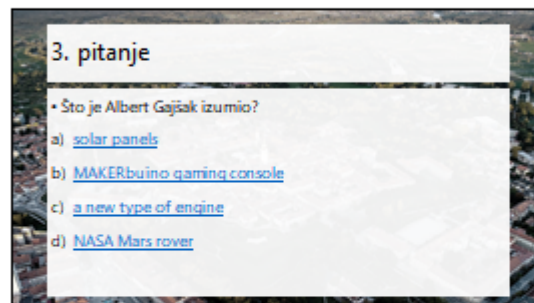 3. pitanje
• Što je Albert Gajšak izumio?
a) solar panels
b) MAKERbuino gaming console
c) a new type of engine
d) NASA Mars rover